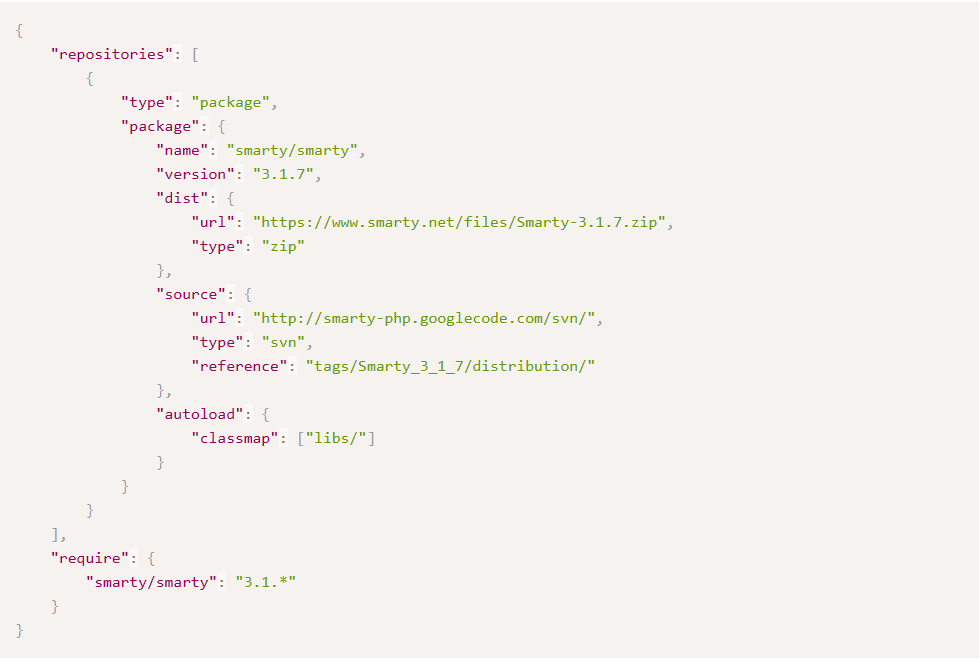 {
    "repositories": [
        {
            "type": "package",
            "package": {
                "name": "smarty/smarty",
                "version": "3.1.7",
                "dist": {
                    "url": "https://www.smarty.net/files/Smarty-3.1.7.zip",
                    "type": "zip"
                },
                "source": {
                    "url": "http://smarty-php.googlecode.com/svn/",
                    "type": "svn",
                    "reference": "tags/Smarty_3_1_7/distribution/"
                },
                "autoload": {
                    "classmap": ["libs/"]
                }
            }
        }
    ],
    "require": {
        "smarty/smarty": "3.1.*"
    }
}